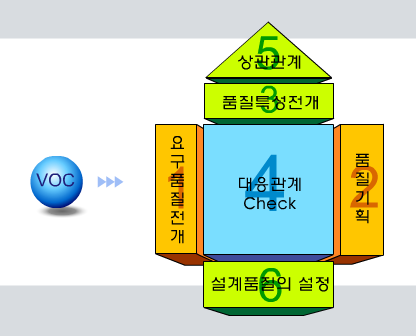 5
상관관계
3
품질특성전개
VOC
1
요구품질전개
4
대응관계
Check
2
품질기획
6
설계품질의 설정